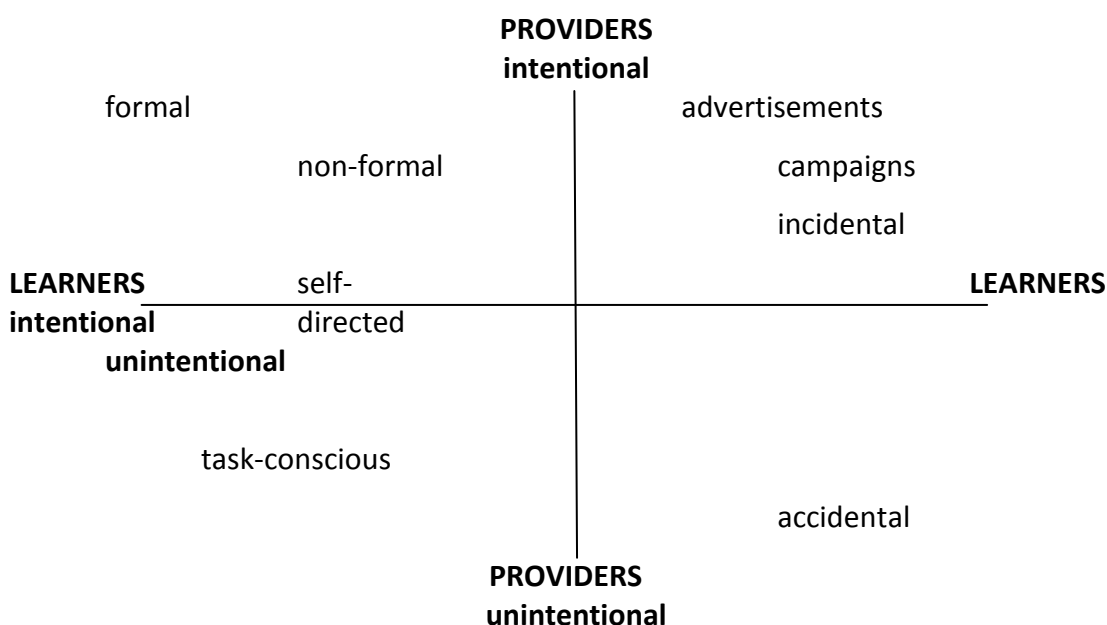 PROVIDERS
intentional
formal advertisements
non-formal campaigns
incidental
LEARNERS self- LEARNERS
intentional directed
unintentional
task-conscious
accidental
PROVIDERS
unintentional